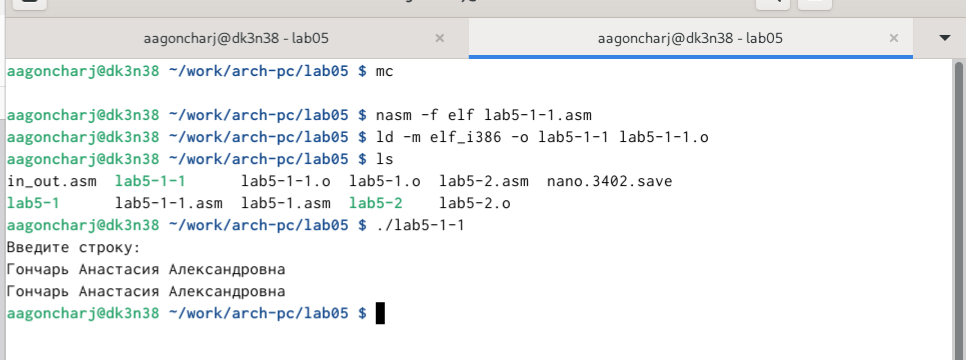 aagoncharj@dk3n38 - lab05 × aagoncharj@dk3n38 - lab05 ×
aagoncharj@dk3n38 ~/work/arch-pc/lab05 $ mc
aagoncharj@dk3n38 ~/work/arch-pc/lab05 $ nasm -f elf lab5-1-1.asm
aagoncharj@dk3n38 ~/work/arch-pc/lab05 $ ld -m elf_i386 -o lab5-1-1 lab5-1-1.o
aagoncharj@dk3n38 ~/work/arch-pc/lab05 $ ls
in_out.asm lab5-1-1 lab5-1-1.o lab5-1.o lab5-2.asm nano.3402.save
lab5-1 lab5-1-1.asm lab5-1.asm lab5-2 lab5-2.o
aagoncharj@dk3n38 ~/work/arch-pc/lab05 $ ./lab5-1-1
Введите строку:
Гончарь Анастасия Александровна
Гончарь Анастасия Александровна
aagoncharj@dk3n38 ~/work/arch-pc/lab05 $